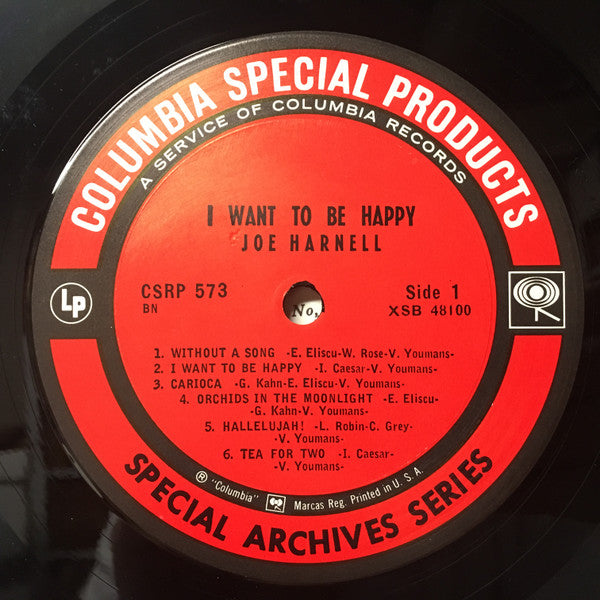 COLUMBIA SPECIAL PRODUCTS
A SERVICE OF COLUMBIA RECORDS
I WANT TO BE HAPPY
JOE HARNELL
CSRP 573
BN
Side 1
XSB 48100
No,
Lp
1. WITHOUT A SONG -E. Eliscu-W. Rose-V. Youmans-
2. I WANT TO BE HAPPY -I. Caesar-V. Youmans-
3. CARIOCA -G. Kahn-E. Eliscu-V. Youmans-
4. ORCHIDS IN THE MOONLIGHT -E. Eliscu-
-G. Kahn-V. Youmans-
5. HALLELUJAH! -L. Robin-C. Grey-
-V. Youmans-
6. TEA FOR TWO -I. Caesar-
-V. Youmans-
® "Columbia" Marcas Reg. Printed in U. S. A.
SPECIAL ARCHIVES SERIES